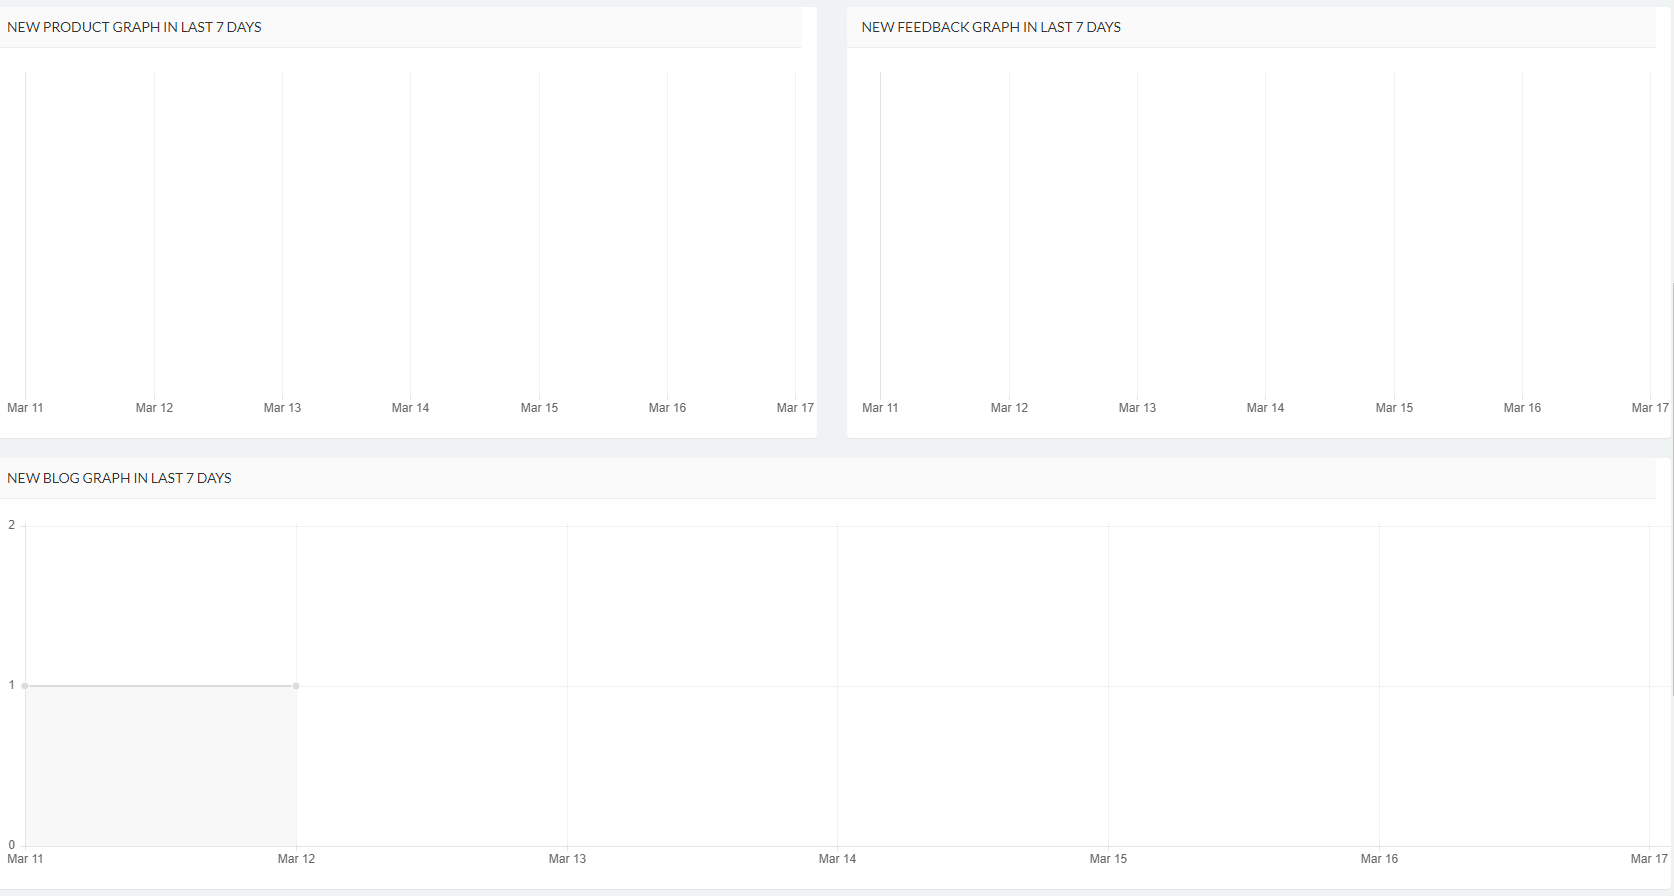 NEW PRODUCT GRAPH IN LAST 7 DAYS
Mar 11 Mar 12 Mar 13 Mar 14 Mar 15 Mar 16 Mar 17
NEW FEEDBACK GRAPH IN LAST 7 DAYS
Mar 11 Mar 12 Mar 13 Mar 14 Mar 15 Mar 16 Mar 17
NEW BLOG GRAPH IN LAST 7 DAYS
2
1
0
Mar 11 Mar 12 Mar 13 Mar 14 Mar 15 Mar 16 Mar 17